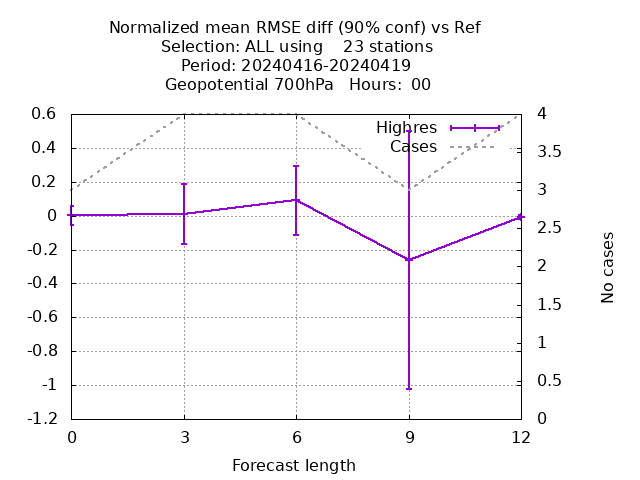 Normalized mean RMSE diff (90% conf) vs Ref
Selection: ALL using    23 stations
Period: 20240416-20240419
Geopotential 700hPa   Hours:  00
Highres
Cases
0.6
0.4
0.2
0
-0.2
-0.4
-0.6
-0.8
-1
-1.2
4
3.5
3
2.5
2
1.5
1
0.5
0
No cases
0 3 6 9 12
Forecast length